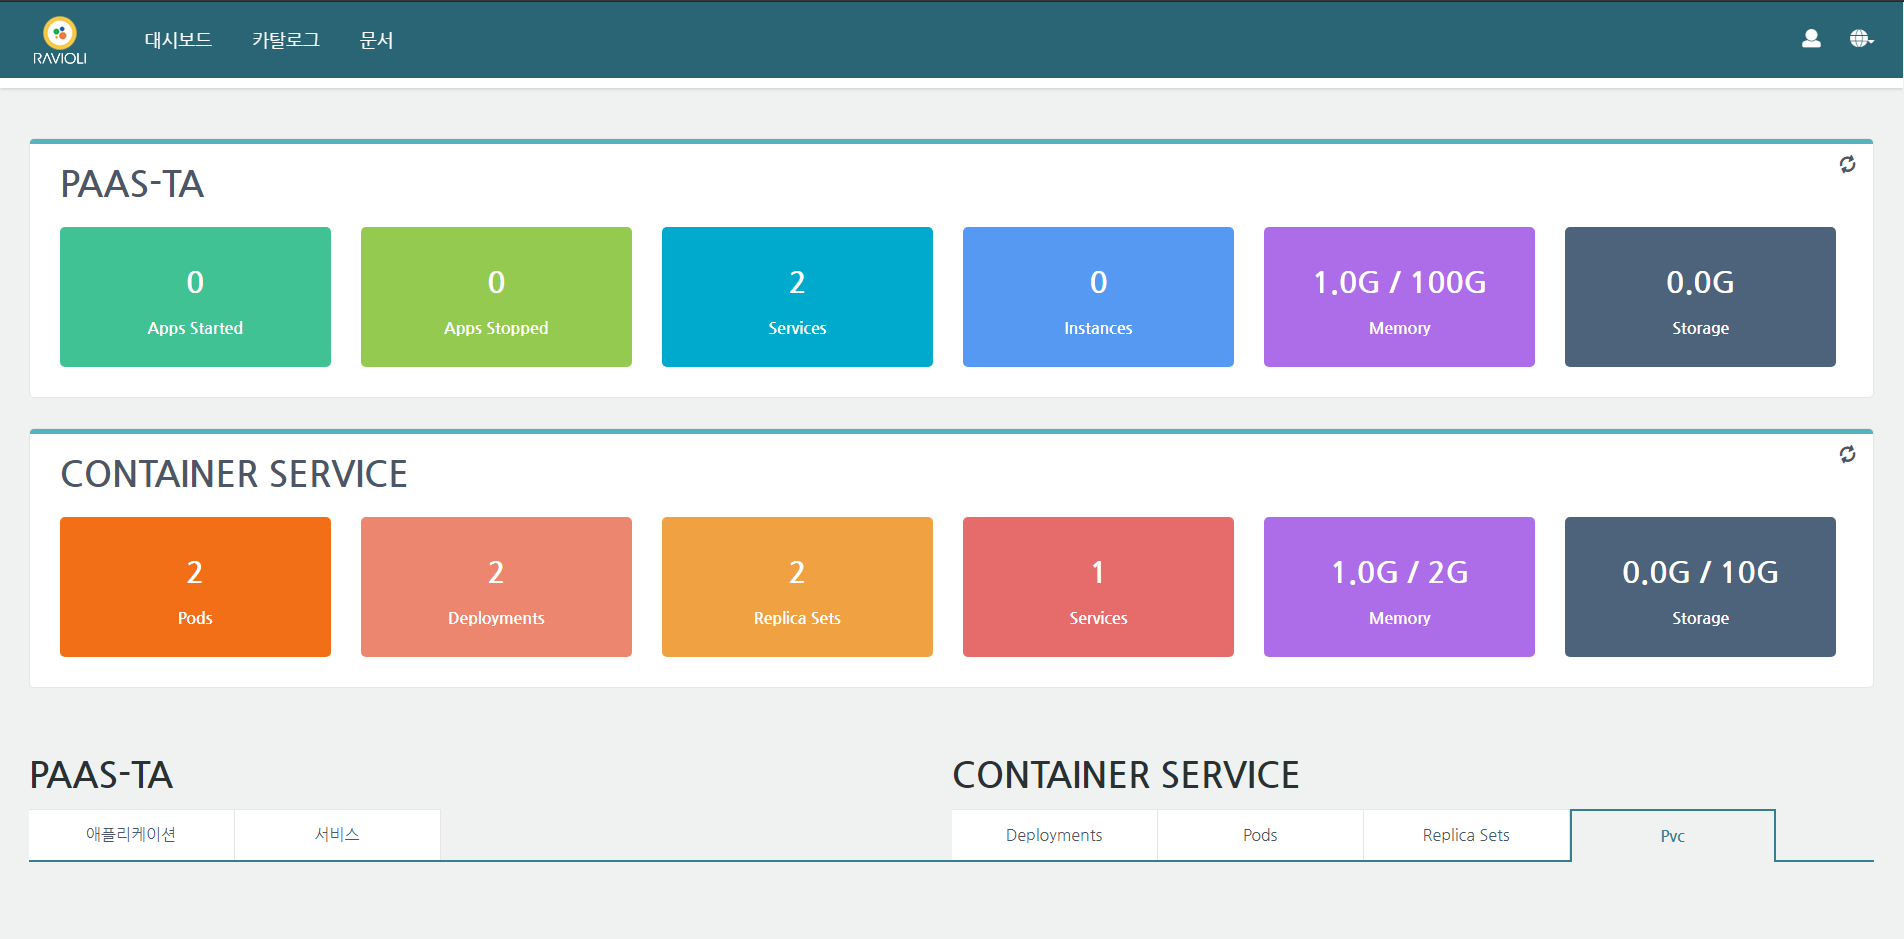 RAVIOLI
대시보드 카탈로그 문서
PAAS-TA
0
Apps Started
0
Apps Stopped
2
Services
0
Instances
1.0G / 100G
Memory
0.0G
Storage
CONTAINER SERVICE
2
Pods
2
Deployments
2
Replica Sets
1
Services
1.0G / 2G
Memory
0.0G / 10G
Storage
PAAS-TA
애플리케이션 서비스
CONTAINER SERVICE
Deployments Pods Replica Sets Pvc